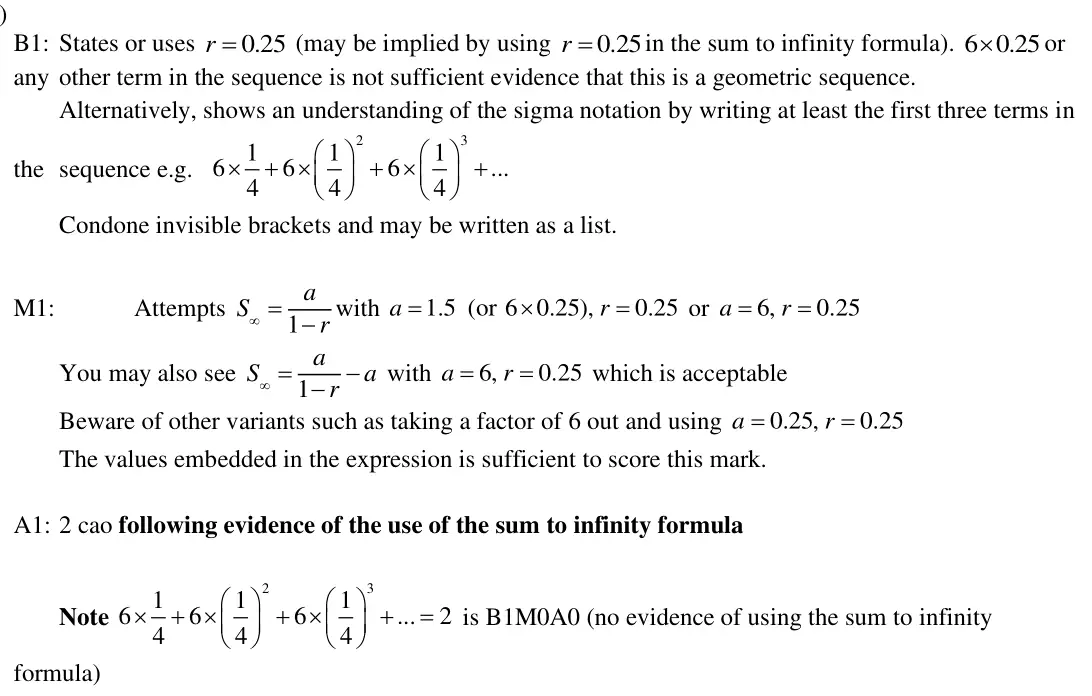 )
B1: States or uses r = 0.25 (may be implied by using r = 0.25 in the sum to infinity formula). 6×0.25 or
any other term in the sequence is not sufficient evidence that this is a geometric sequence.
Alternatively, shows an understanding of the sigma notation by writing at least the first three terms in
the sequence e.g. 6×1/4+6×(1/4)²+6×(1/4)³+...
Condone invisible brackets and may be written as a list.
M1: Attempts S∞ = a/(1−r) with a = 1.5 (or 6×0.25), r = 0.25 or a = 6, r = 0.25
You may also see S∞ = a/(1−r) − a with a = 6, r = 0.25 which is acceptable
Beware of other variants such as taking a factor of 6 out and using a = 0.25, r = 0.25
The values embedded in the expression is sufficient to score this mark.
A1: 2 cao following evidence of the use of the sum to infinity formula
Note 6×1/4+6×(1/4)²+6×(1/4)³+...= 2 is B1M0A0 (no evidence of using the sum to infinity
formula)